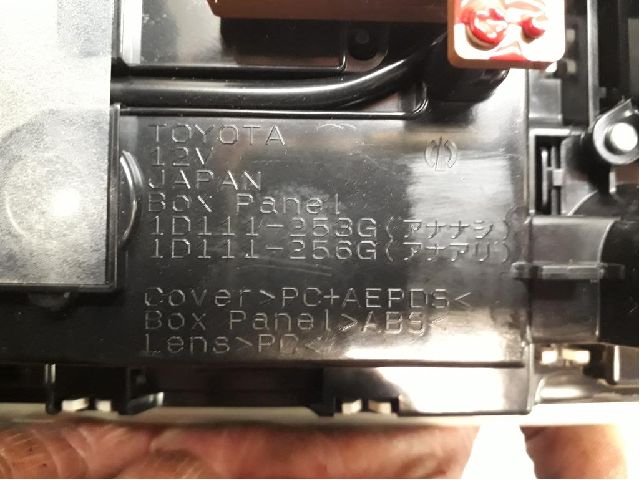 TOYOTA
12V
JAPAN
Box Panel
1D111-253G(アナナシ)
1D111-256G(アナアリ)
Cover>PC+AEPDS<
Box Panel>ABS<
Lens>PC<